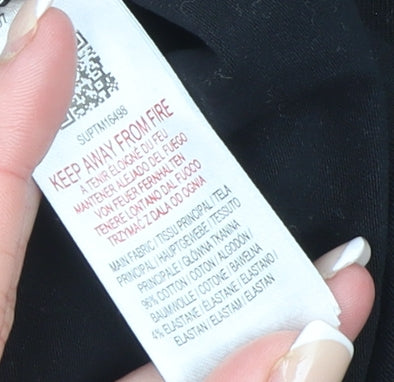 SUPTM16498
KEEP AWAY FROM FIRE
A TENIR ÉLOIGNÉ DU FEU
MANTENER ALEJADO DEL FUEGO
VON FEUER FERNHALTEN
TENERE LONTANO DAL FUOCO
TRZYMAĆ Z DALA OD OGNIA
MAIN FABRIC / TISSU PRINCIPAL / TELA
PRINCIPAL / HAUPTGEWEBE / TESSUTO
PRINCIPALE / GŁÓWNA TKANINA
96% COTTON / COTON / ALGODÓN /
BAUMWOLLE / COTONE / BAWEŁNA
4% ELASTANE / ELASTANE / ELASTANO /
ELASTAN / ELASTAM / ELASTAN